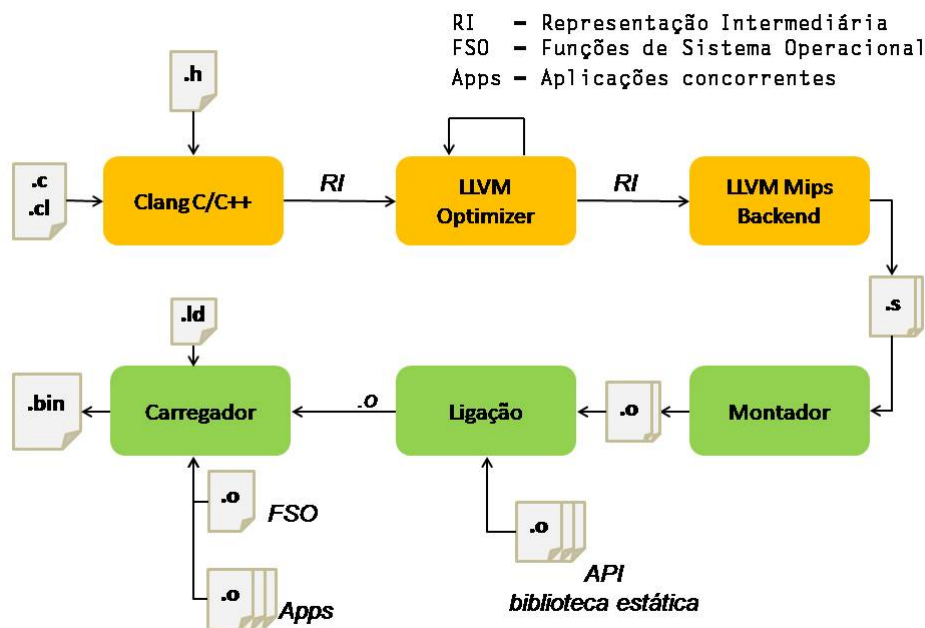 RI – Representação Intermediária
FSO – Funções de Sistema Operacional
Apps – Aplicações concorrentes
.h
.c
.cl
Clang C/C++
RI
LLVM
Optimizer
RI
LLVM Mips
Backend
.s
.ld
.bin
Carregador
.o
Ligação
.o
Montador
.o
FSO
.o
Apps
.o
API
biblioteca estática